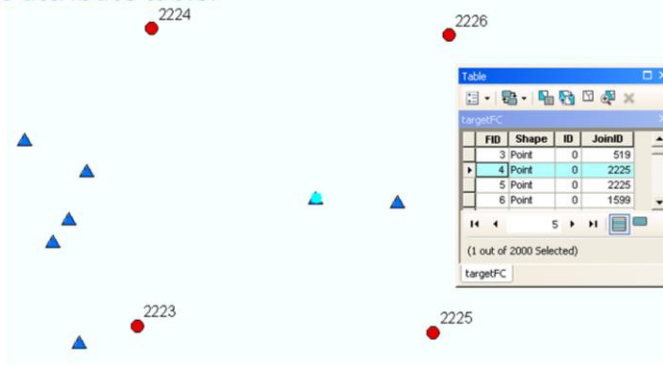 2224
2226
Table
targetFC
FID Shape ID JoinID
3 Point 0 519
4 Point 0 2225
5 Point 0 2225
6 Point 0 1599
5
(1 out of 2000 Selected)
targetFC
2223
2225